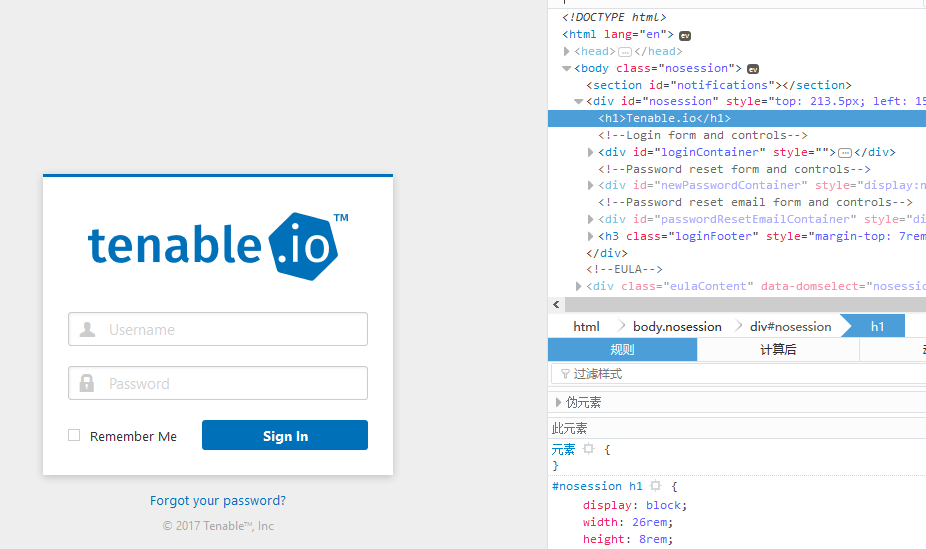 tenable.io™
Username
Password
Remember Me
Sign In
Forgot your password?
© 2017 Tenable™, Inc
<!DOCTYPE html>
<html lang="en"> ev
<head>…</head>
<body class="nosession"> ev
<section id="notifications"></section>
<div id="nosession" style="top: 213.5px; left: 15
<h1>Tenable.io</h1>
<!--Login form and controls-->
<div id="loginContainer" style="">…</div>
<!--Password reset form and controls-->
<div id="newPasswordContainer" style="display:n
<!--Password reset email form and controls-->
<div id="passwordResetEmailContainer" style="di
<h3 class="loginFooter" style="margin-top: 7rem
</div>
<!--EULA-->
<div class="eulaContent" data-domselect="nosessio
html body.nosession div#nosession h1
规则 计算后
过滤样式
伪元素
此元素
元素 {
}
#nosession h1 {
display: block;
width: 26rem;
height: 8rem;